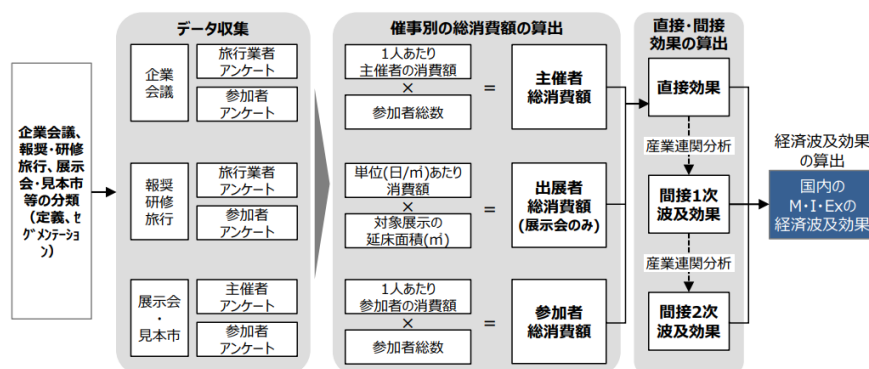 企業会議、
報奨・研修
旅行、展示
会・見本市
等の分類
(定義、セ
グメンテーショ
ン)
データ収集
企業
会議
旅行業者
アンケート
参加者
アンケート
報奨
研修
旅行
旅行業者
アンケート
参加者
アンケート
展示会
・
見本市
主催者
アンケート
参加者
アンケート
催事別の総消費額の算出
1人あたり
主催者の消費額
×
参加者総数
=
主催者
総消費額
単位(日/㎡)あたり
消費額
×
対象展示の
延床面積(㎡)
=
出展者
総消費額
(展示会のみ)
1人あたり
参加者の消費額
×
参加者総数
=
参加者
総消費額
直接・間接
効果の算出
直接効果
産業連関分析
間接1次
波及効果
産業連関分析
間接2次
波及効果
経済波及効果
の算出
国内の
M・I・Exの
経済波及効果